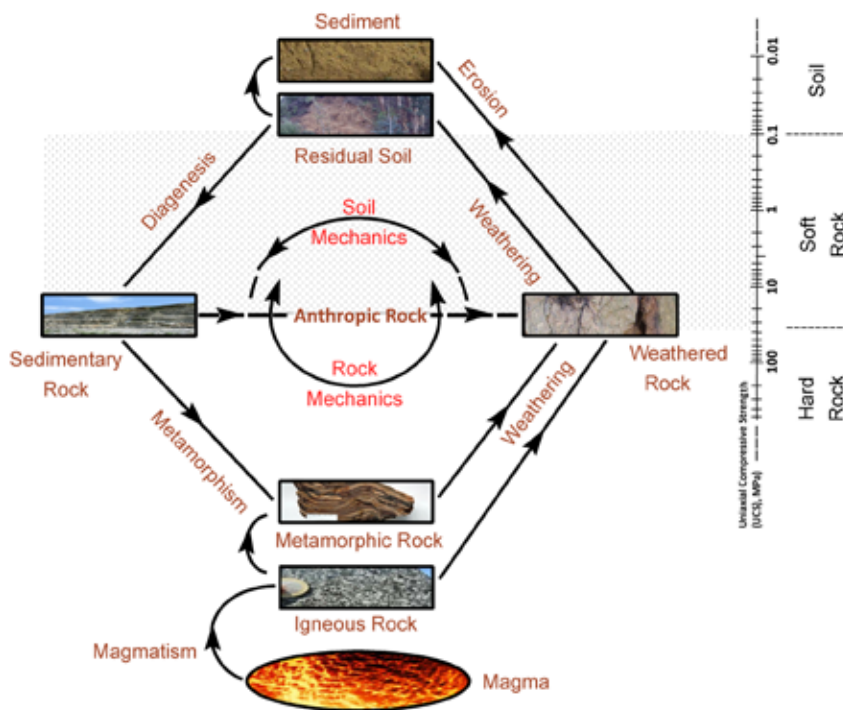 Sediment
Erosion
0.01
Soil
Residual Soil
0.1
Diagenesis
Weathering
Soil
Mechanics
1
Soft
Rock
10
Anthropic Rock
Sedimentary
Rock
Weathered
Rock
Rock
Mechanics
Weathering
100
Hard
Rock
Uniaxial Compressive Strength
(UCS), MPa)
Metamorphism
Metamorphic Rock
Igneous Rock
Magmatism
Magma